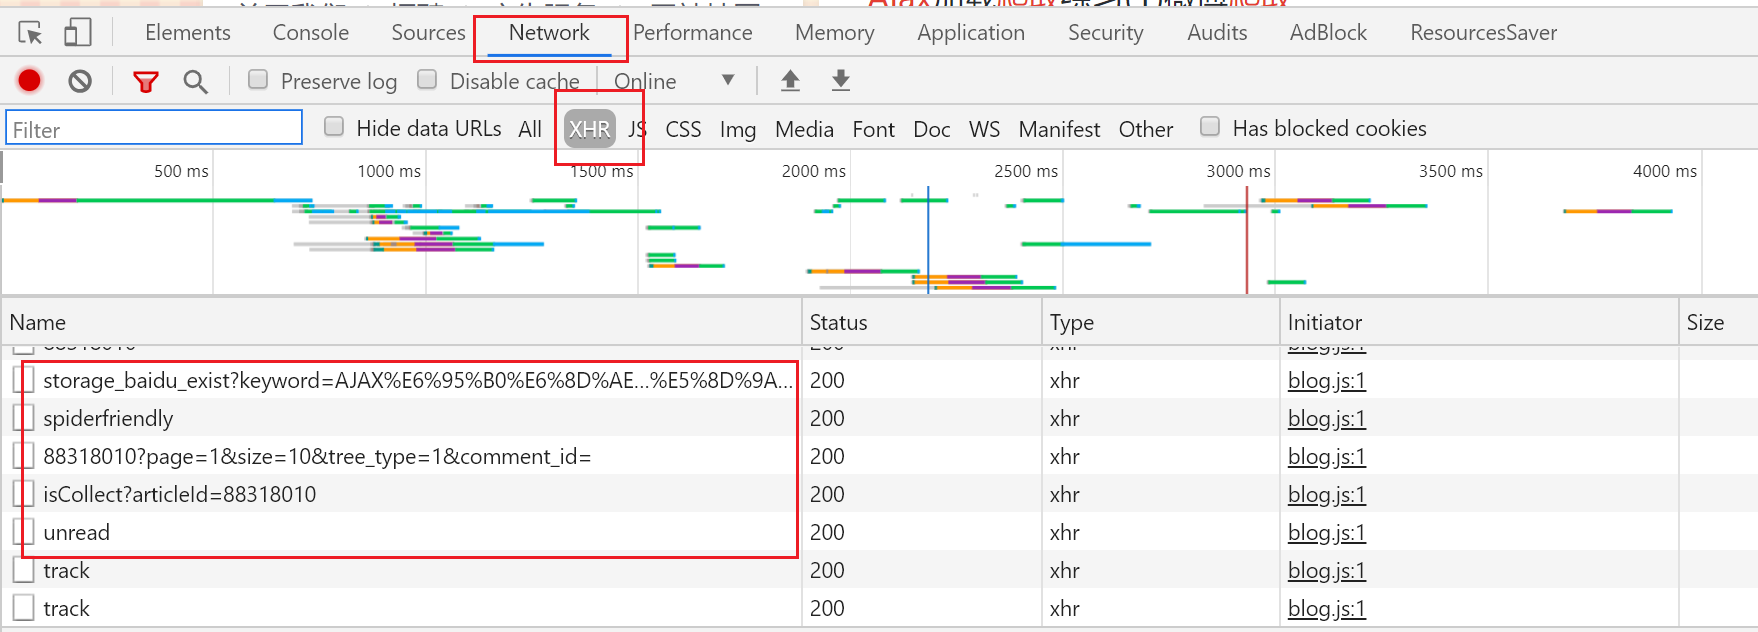 Elements Console Sources Network Performance Memory Application Security Audits AdBlock ResourcesSaver
Preserve log Disable cache Online
Filter Hide data URLs All XHR JS CSS Img Media Font Doc WS Manifest Other Has blocked cookies
500 ms 1000 ms 1500 ms 2000 ms 2500 ms 3000 ms 3500 ms 4000 ms
Name Status Type Initiator Size
88318010 200 xhr blog.js:1
storage_baidu_exist?keyword=AJAX%E6%95%B0%E6%8D%AE...%E5%8D%9A... 200 xhr blog.js:1
spiderfriendly 200 xhr blog.js:1
88318010?page=1&size=10&tree_type=1&comment_id= 200 xhr blog.js:1
isCollect?articleId=88318010 200 xhr blog.js:1
unread 200 xhr blog.js:1
track 200 xhr blog.js:1
track 200 xhr blog.js:1